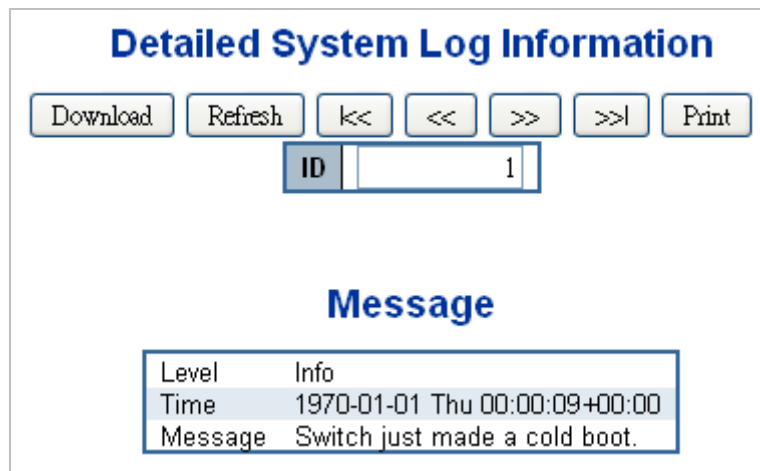 Detailed System Log Information
Download Refresh |<< << >> >>| Print
ID 1
Message
Level Info
Time 1970-01-01 Thu 00:00:09+00:00
Message Switch just made a cold boot.